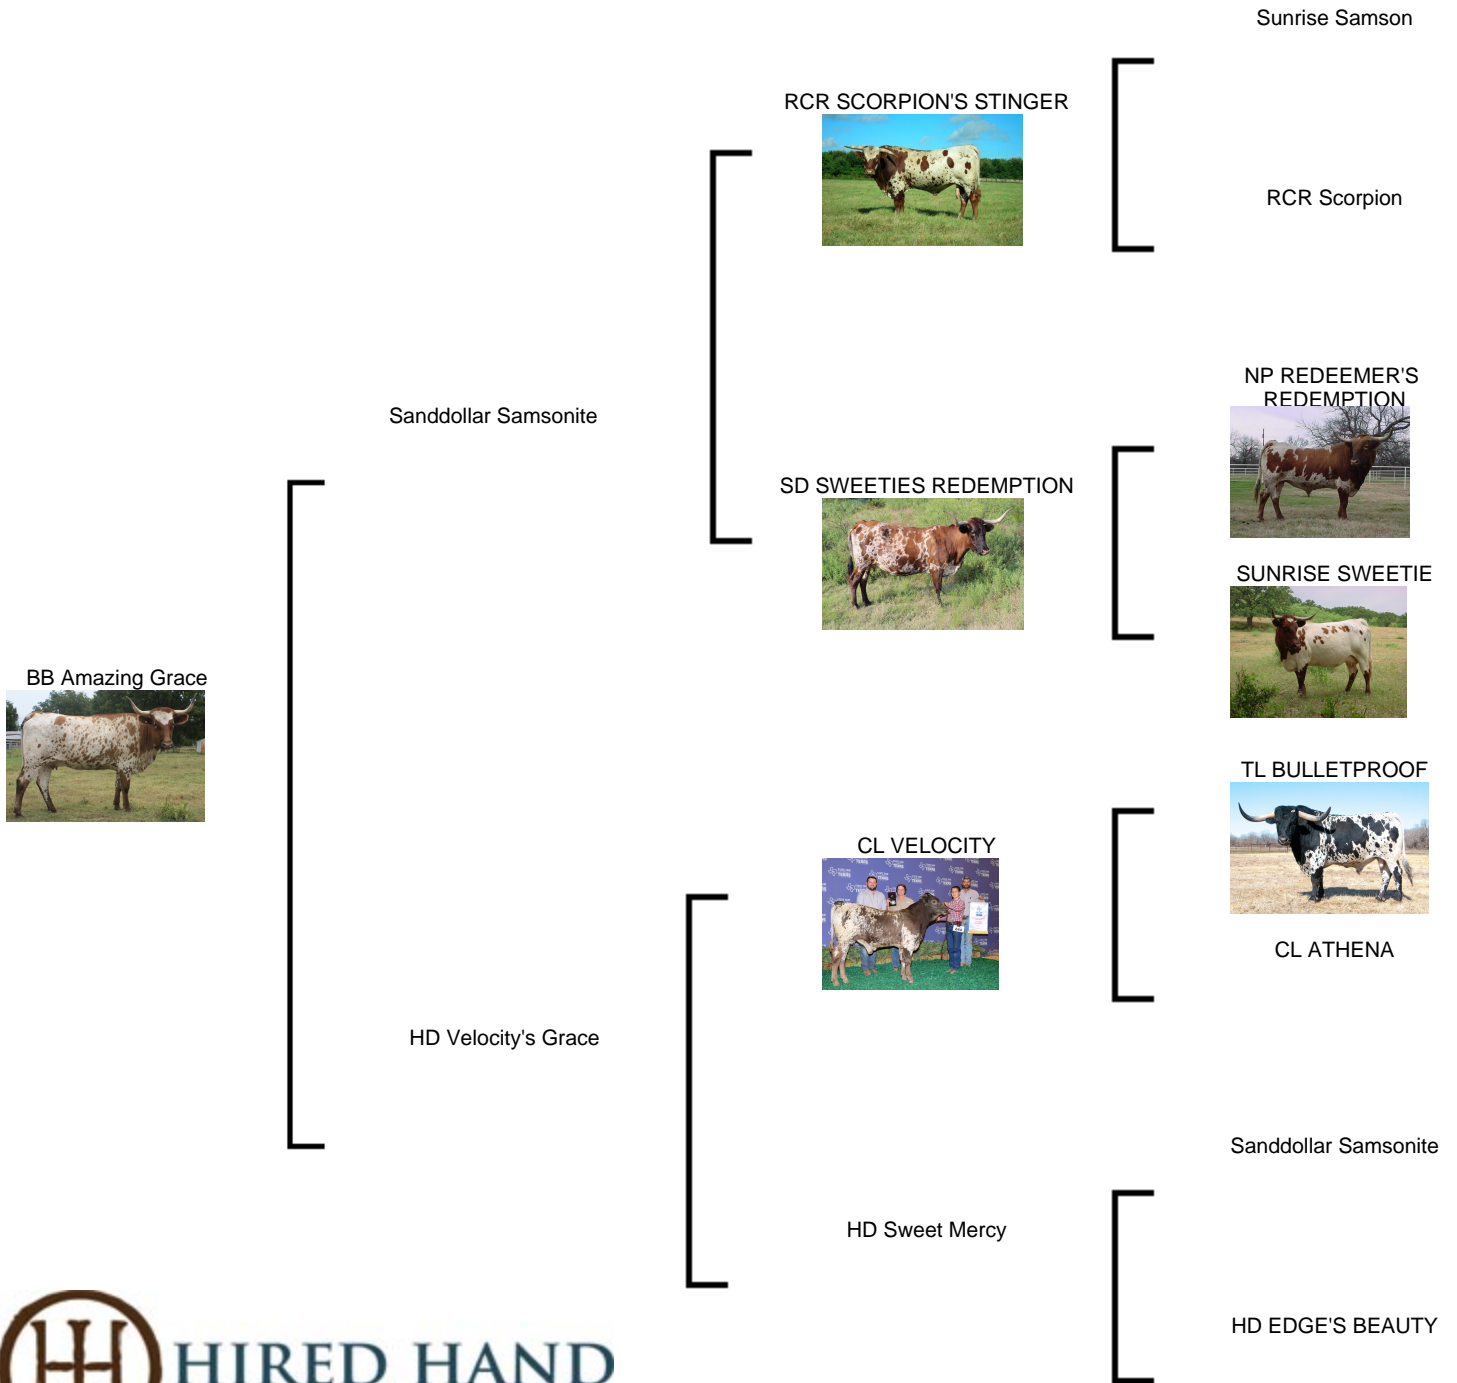 Sunrise Samson
RCR SCORPION'S STINGER
RCR Scorpion
NP REDEEMER'S
REDEMPTION
Sanddollar Samsonite
SD SWEETIES REDEMPTION
SUNRISE SWEETIE
BB Amazing Grace
TL BULLETPROOF
CL VELOCITY
CL ATHENA
HD Velocity's Grace
Sanddollar Samsonite
HD Sweet Mercy
HD EDGE'S BEAUTY
HIRED HAND